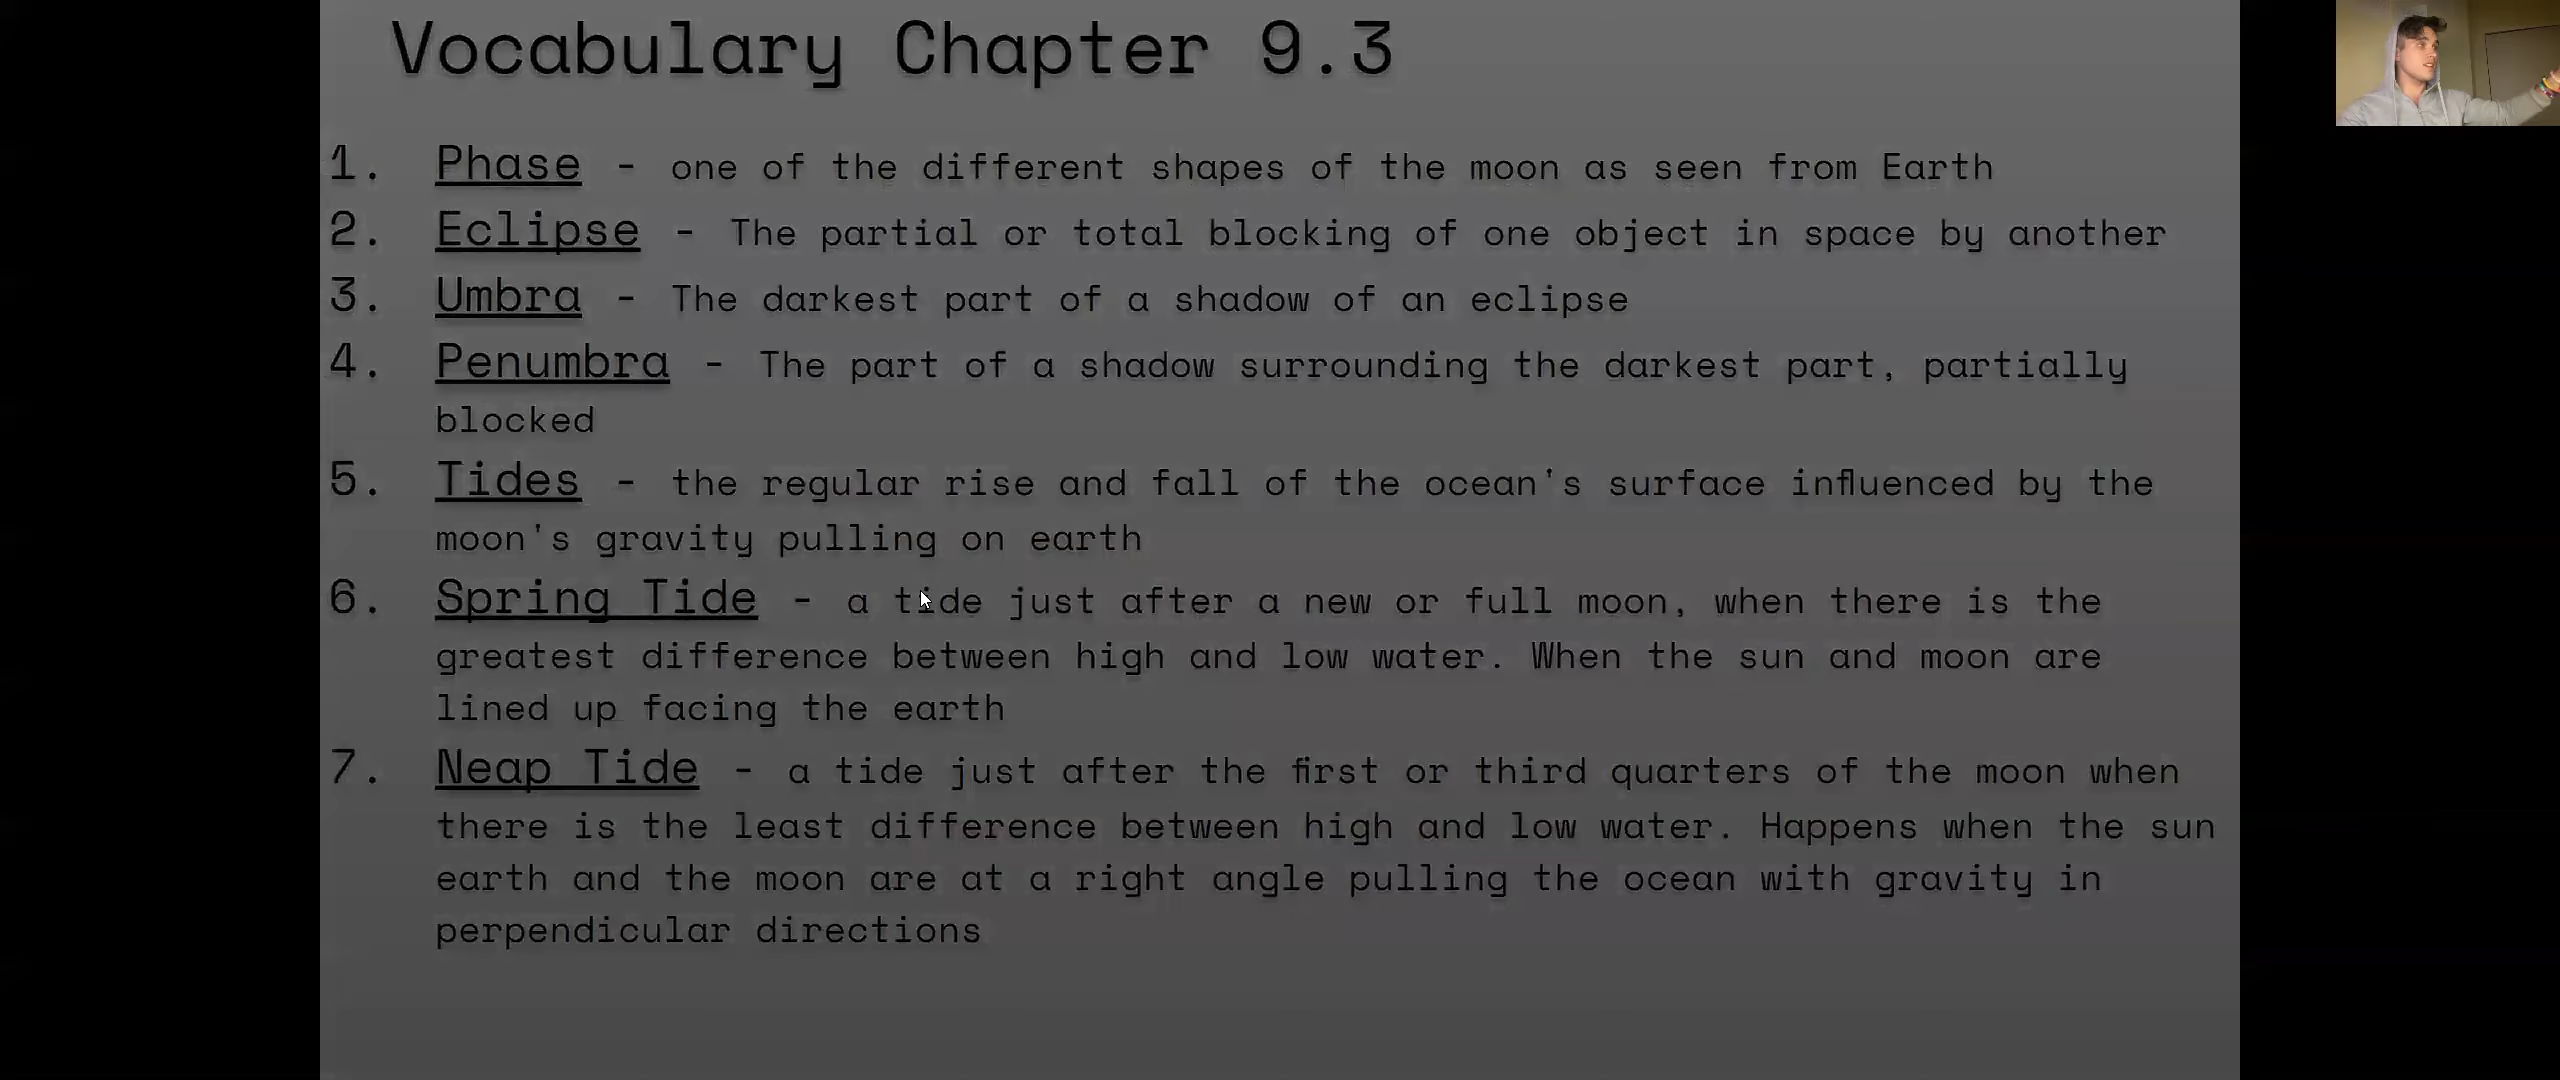 Vocabulary Chapter 9.3
1. Phase - one of the different shapes of the moon as seen from Earth
2. Eclipse - The partial or total blocking of one object in space by another
3. Umbra - The darkest part of a shadow of an eclipse
4. Penumbra - The part of a shadow surrounding the darkest part, partially
blocked
5. Tides - the regular rise and fall of the ocean's surface influenced by the
moon's gravity pulling on earth
6. Spring Tide - a tide just after a new or full moon, when there is the
greatest difference between high and low water. When the sun and moon are
lined up facing the earth
7. Neap Tide - a tide just after the first or third quarters of the moon when
there is the least difference between high and low water. Happens when the sun
earth and the moon are at a right angle pulling the ocean with gravity in
perpendicular directions